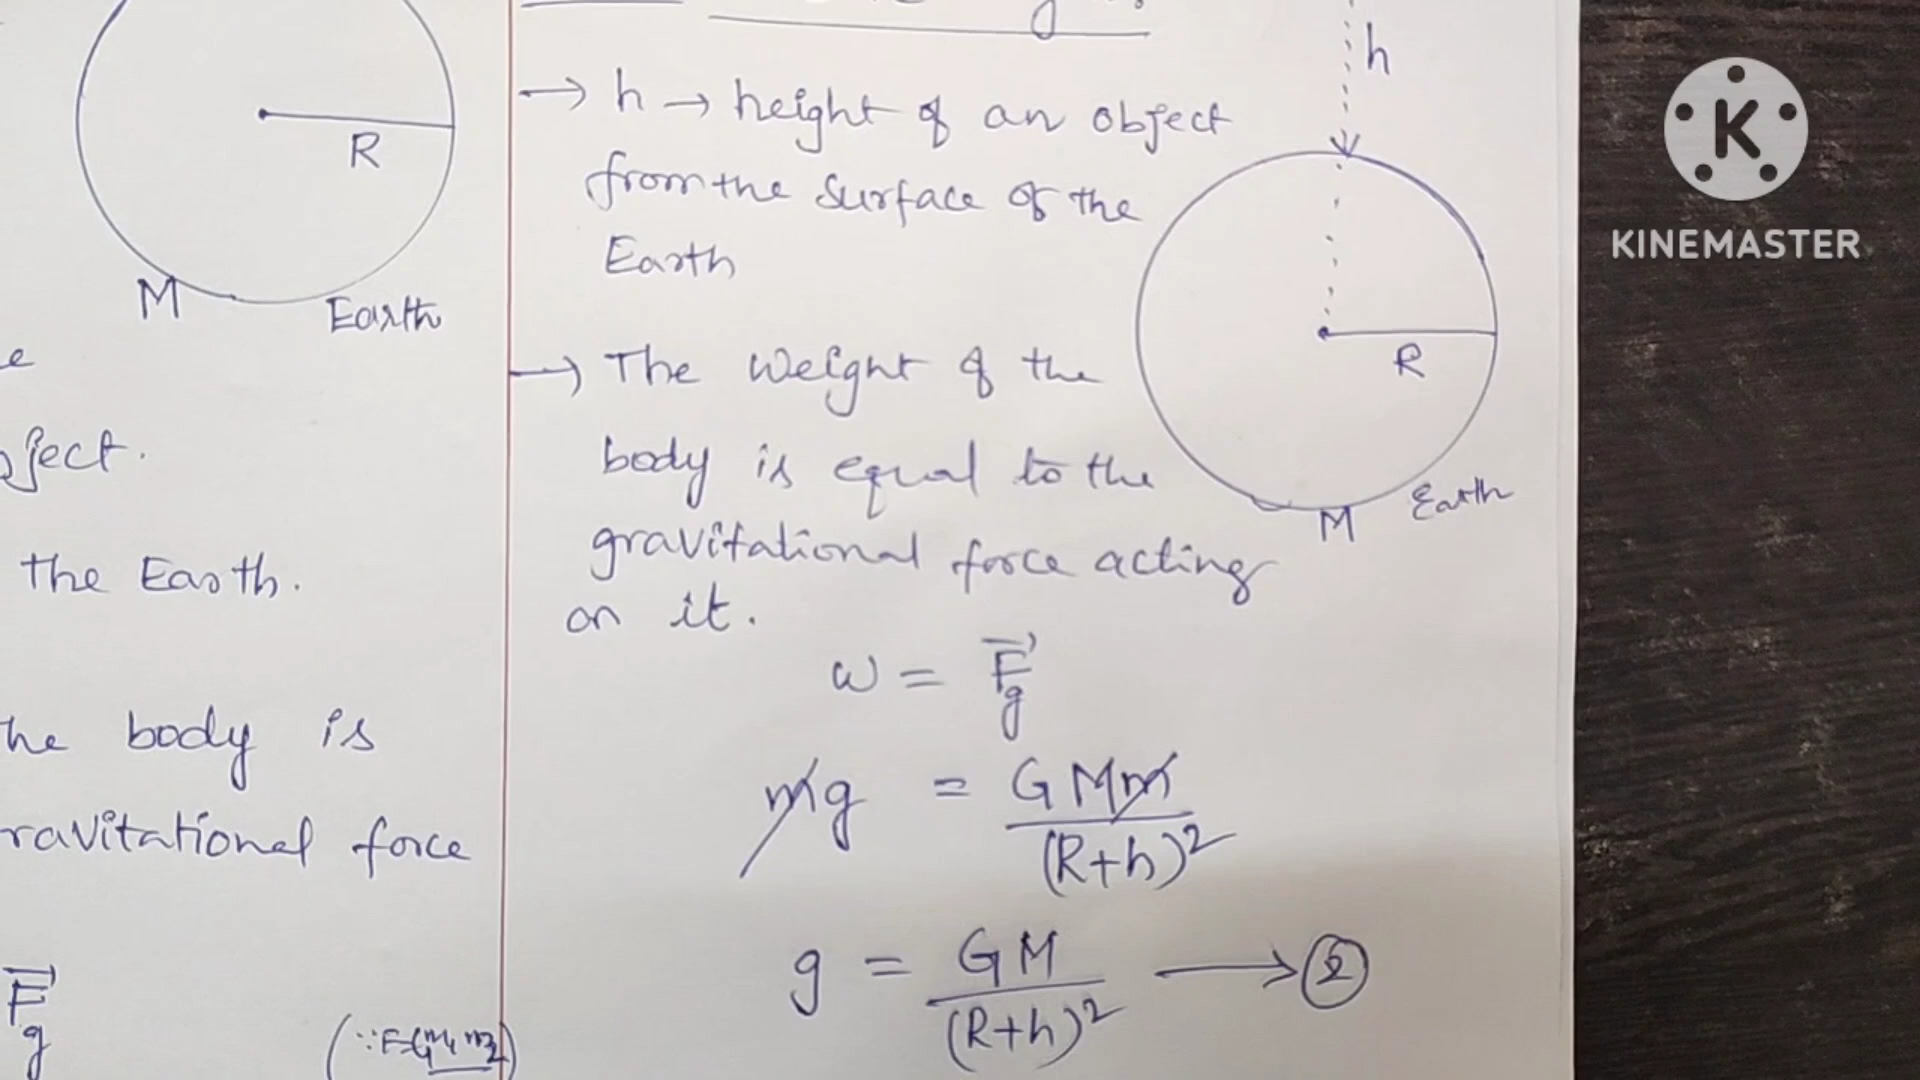 R
M
Earth
e
ject.
the Earth.
he body is
ravitational force
F⃗g
h → height of an object
from the surface of the
Earth
→ The weight of the
body is equal to the
gravitational force acting
on it.
w = F⃗g
mg = GMm/(R+h)²
g = GM/(R+h)² → ②
h
R
M
Earth
K
KINEMASTER